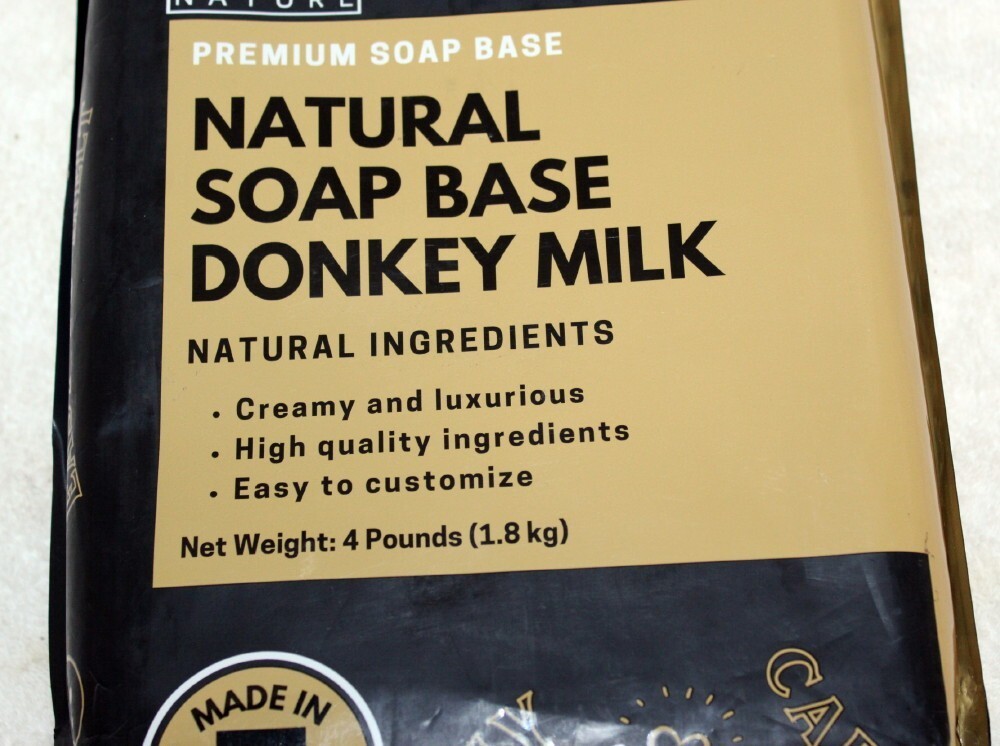 NATURE
PREMIUM SOAP BASE
NATURAL
SOAP BASE
DONKEY MILK
NATURAL INGREDIENTS
• Creamy and luxurious
• High quality ingredients
• Easy to customize
Net Weight: 4 Pounds (1.8 kg)
MADE IN